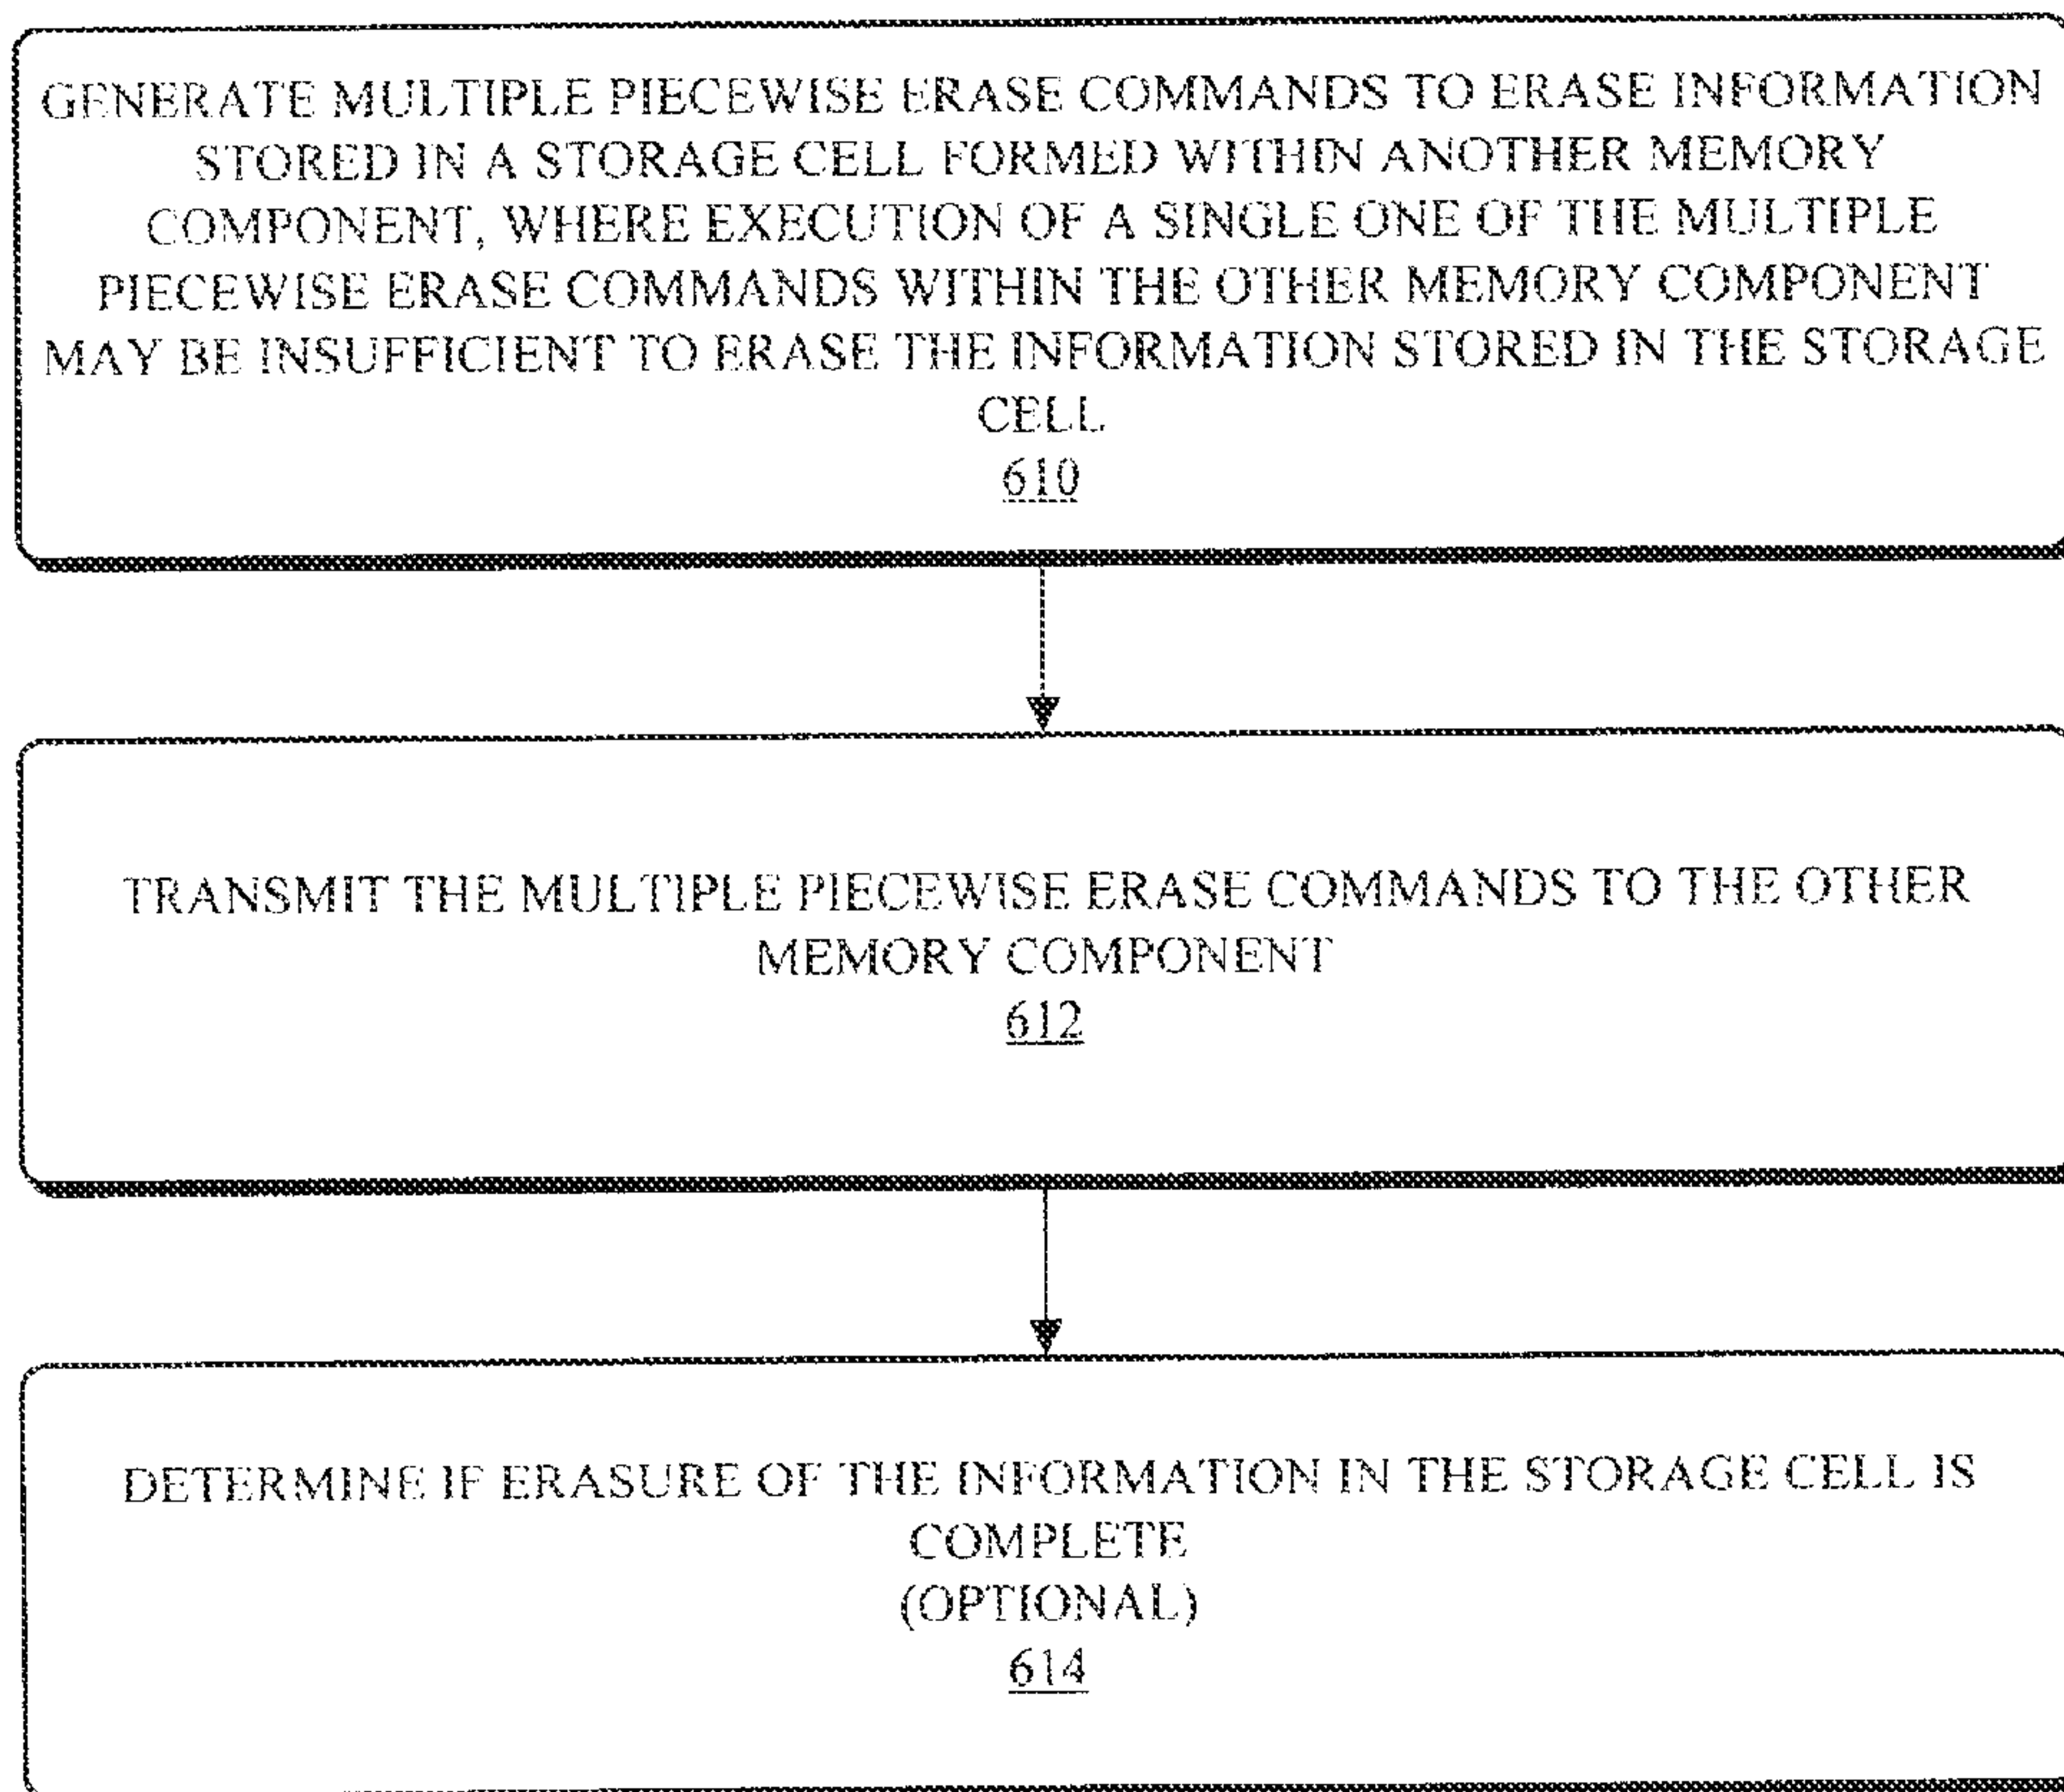 GENERATE MULTIPLE PIECEWISE ERASE COMMANDS TO ERASE INFORMATION
STORED IN A STORAGE CELL FORMED WITHIN ANOTHER MEMORY
COMPONENT, WHERE EXECUTION OF A SINGLE ONE OF THE MULTIPLE
PIECEWISE ERASE COMMANDS WITHIN THE OTHER MEMORY COMPONENT
MAY BE INSUFFICIENT TO ERASE THE INFORMATION STORED IN THE STORAGE
CELL
610
TRANSMIT THE MULTIPLE PIECEWISE ERASE COMMANDS TO THE OTHER
MEMORY COMPONENT
612
DETERMINE IF ERASURE OF THE INFORMATION IN THE STORAGE CELL IS
COMPLETE
(OPTIONAL)
614